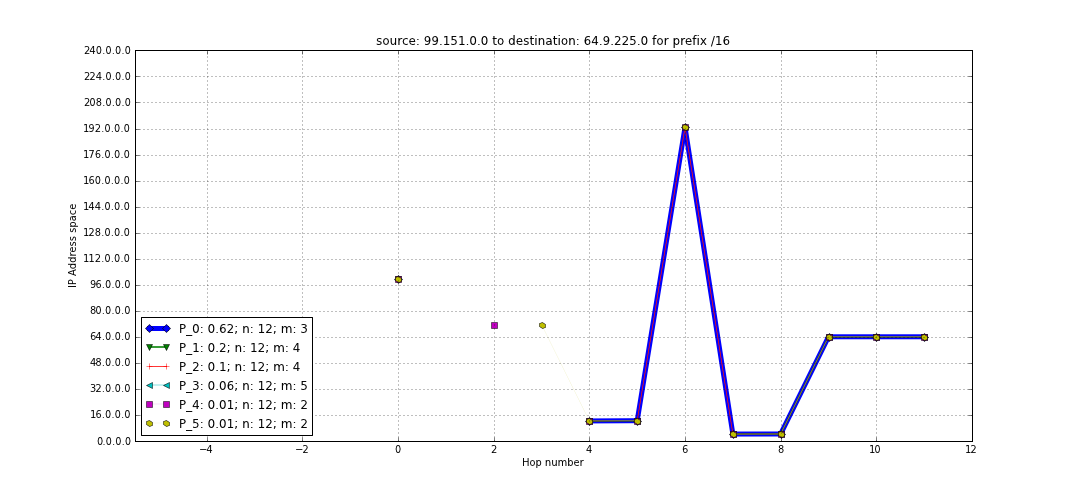 source: 99.151.0.0 to destination: 64.9.225.0 for prefix /16
240.0.0.0
224.0.0.0
208.0.0.0
192.0.0.0
176.0.0.0
160.0.0.0
144.0.0.0
128.0.0.0
112.0.0.0
96.0.0.0
80.0.0.0
64.0.0.0
48.0.0.0
32.0.0.0
16.0.0.0
0.0.0.0
IP Address space
P_0: 0.62; n: 12; m: 3
P_1: 0.2; n: 12; m: 4
P_2: 0.1; n: 12; m: 4
P_3: 0.06; n: 12; m: 5
P_4: 0.01; n: 12; m: 2
P_5: 0.01; n: 12; m: 2
−4 −2 0 2 4 6 8 10 12
Hop number